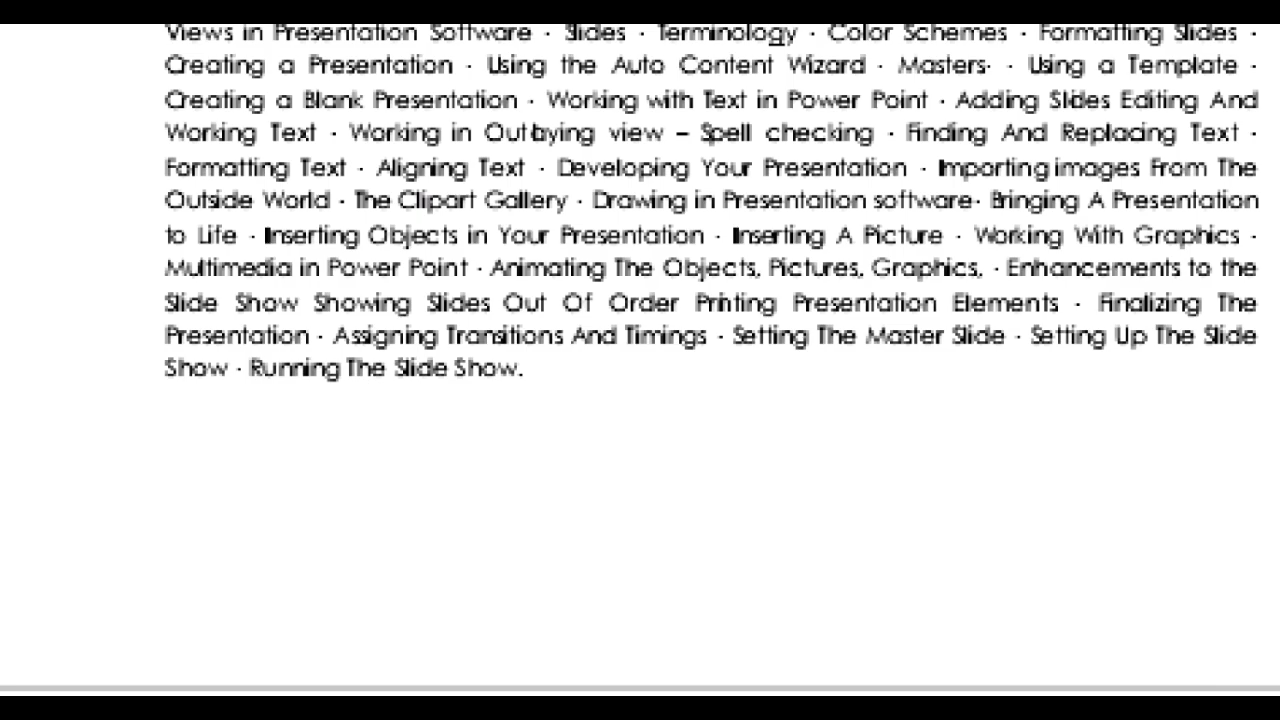 Views in Presentation Software · Slides · Terminology · Color Schemes · Formatting Slides ·
Creating a Presentation · Using the Auto Content Wizard · Masters· · Using a Template ·
Creating a Blank Presentation · Working with Text in Power Point · Adding Slides Editing And
Working Text · Working in Outbying view – Spell checking · Finding And Replacing Text ·
Formatting Text · Aligning Text · Developing Your Presentation · Importing images From The
Outside World · The Clipart Gallery · Drawing in Presentation software· Bringing A Presentation
to Life · Inserting Objects in Your Presentation · Inserting A Picture · Working With Graphics ·
Multimedia in Power Point · Animating The Objects, Pictures, Graphics, · Enhancements to the
Slide Show Showing Slides Out Of Order Printing Presentation Elements · Finalizing The
Presentation · Assigning Transitions And Timings · Setting The Master Slide · Setting Up The Slide
Show · Running The Slide Show.